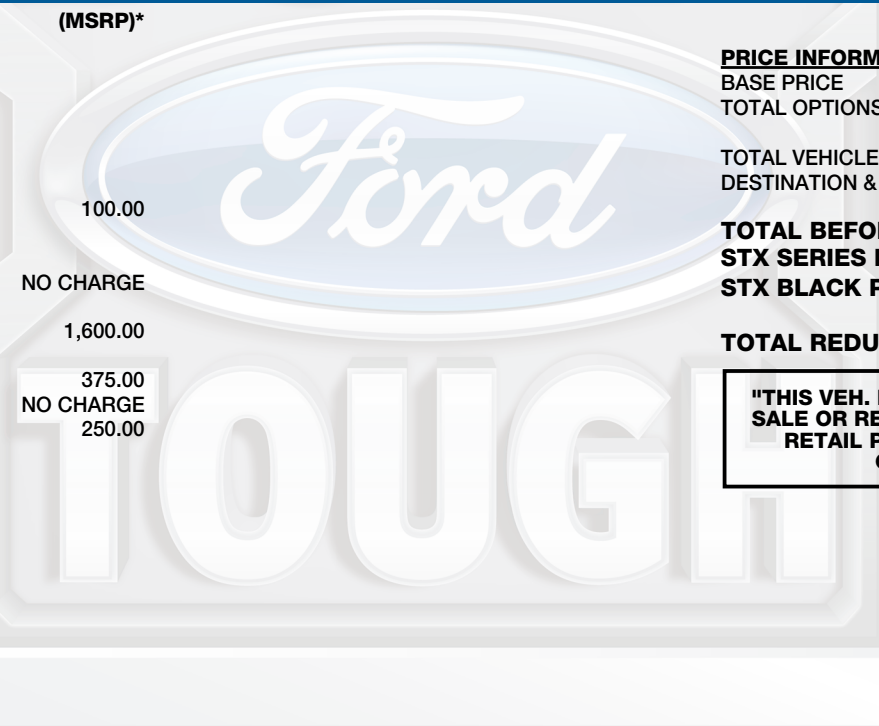 (MSRP)*
100.00
NO CHARGE
1,600.00
375.00
NO CHARGE
250.00
PRICE INFORM
BASE PRICE
TOTAL OPTIONS
TOTAL VEHICLE
DESTINATION &
TOTAL BEFO
STX SERIES
STX BLACK
TOTAL REDU
"THIS VEH.
SALE OR RE
RETAIL
Ford
TOUGH